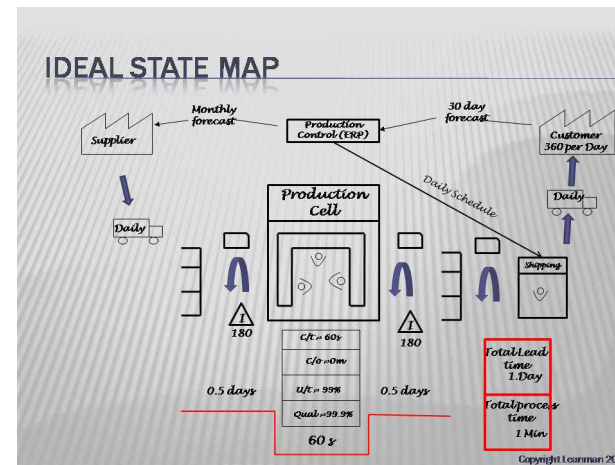 IDEAL STATE MAP
Monthly
forecast
30 day
forecast
Supplier
Production
Control (ERP)
Customer
360 per Day
Daily Schedule
Daily
Daily
Production
Cell
Shipping
I
180
I
180
C/t = 60s
C/o = 0m
U/t = 99%
Qual = 99.9%
0.5 days
0.5 days
60 s
Total Lead
time
1.Day
Total process
time
1 Min
Copyright Leanman 20